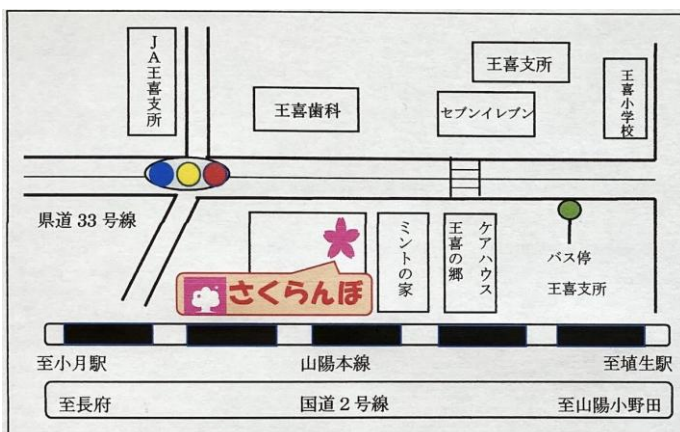 JA王喜支所
王喜歯科
王喜支所
セブンイレブン
王喜小学校
県道33号線
さくらんぼ
ミントの家
ケアハウス
王喜の郷
バス停
王喜支所
至小月駅
山陽本線
至埴生駅
至長府
国道2号線
至山陽小野田